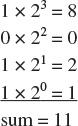 1 × 2³ = 8
0 × 2² = 0
1 × 2¹ = 2
1 × 2⁰ = 1
sum = 11